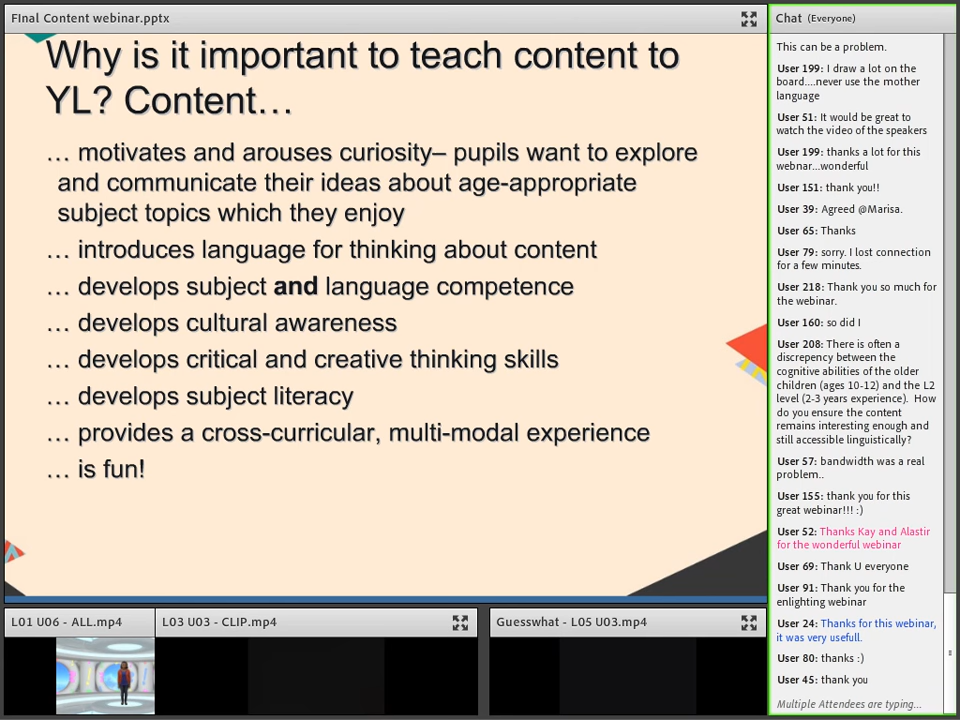 FInal Content webinar.pptx
Why is it important to teach content to
YL? Content…
… motivates and arouses curiosity– pupils want to explore
and communicate their ideas about age-appropriate
subject topics which they enjoy
… introduces language for thinking about content
… develops subject and language competence
… develops cultural awareness
… develops critical and creative thinking skills
… develops subject literacy
… provides a cross-curricular, multi-modal experience
… is fun!
L01 U06 - ALL.mp4
L03 U03 - CLIP.mp4
Guesswhat - L05 U03.mp4
Chat (Everyone)
This can be a problem.
User 199: I draw a lot on the
board....never use the mother
language
User 51: It would be great to
watch the video of the speakers
User 199: thanks a lot for this
webnar...wonderful
User 151: thank you!!
User 39: Agreed @Marisa.
User 65: Thanks
User 79: sorry. I lost connection
for a few minutes.
User 218: Thank you so much for
the webinar.
User 160: so did I
User 208: There is often a
discrepency between the
cognitive abilities of the older
children (ages 10-12) and the L2
level (2-3 years experience). How
do you ensure the content
remains interesting enough and
still accessible linguistically?
User 57: bandwidth was a real
problem..
User 155: thank you for this
great webinar!!! :)
User 52: Thanks Kay and Alastir
for the wonderful webinar
User 69: Thank U everyone
User 91: Thank you for the
enlighting webinar
User 24: Thanks for this webinar,
it was very usefull.
User 80: thanks :)
User 45: thank you
Multiple Attendees are typing...